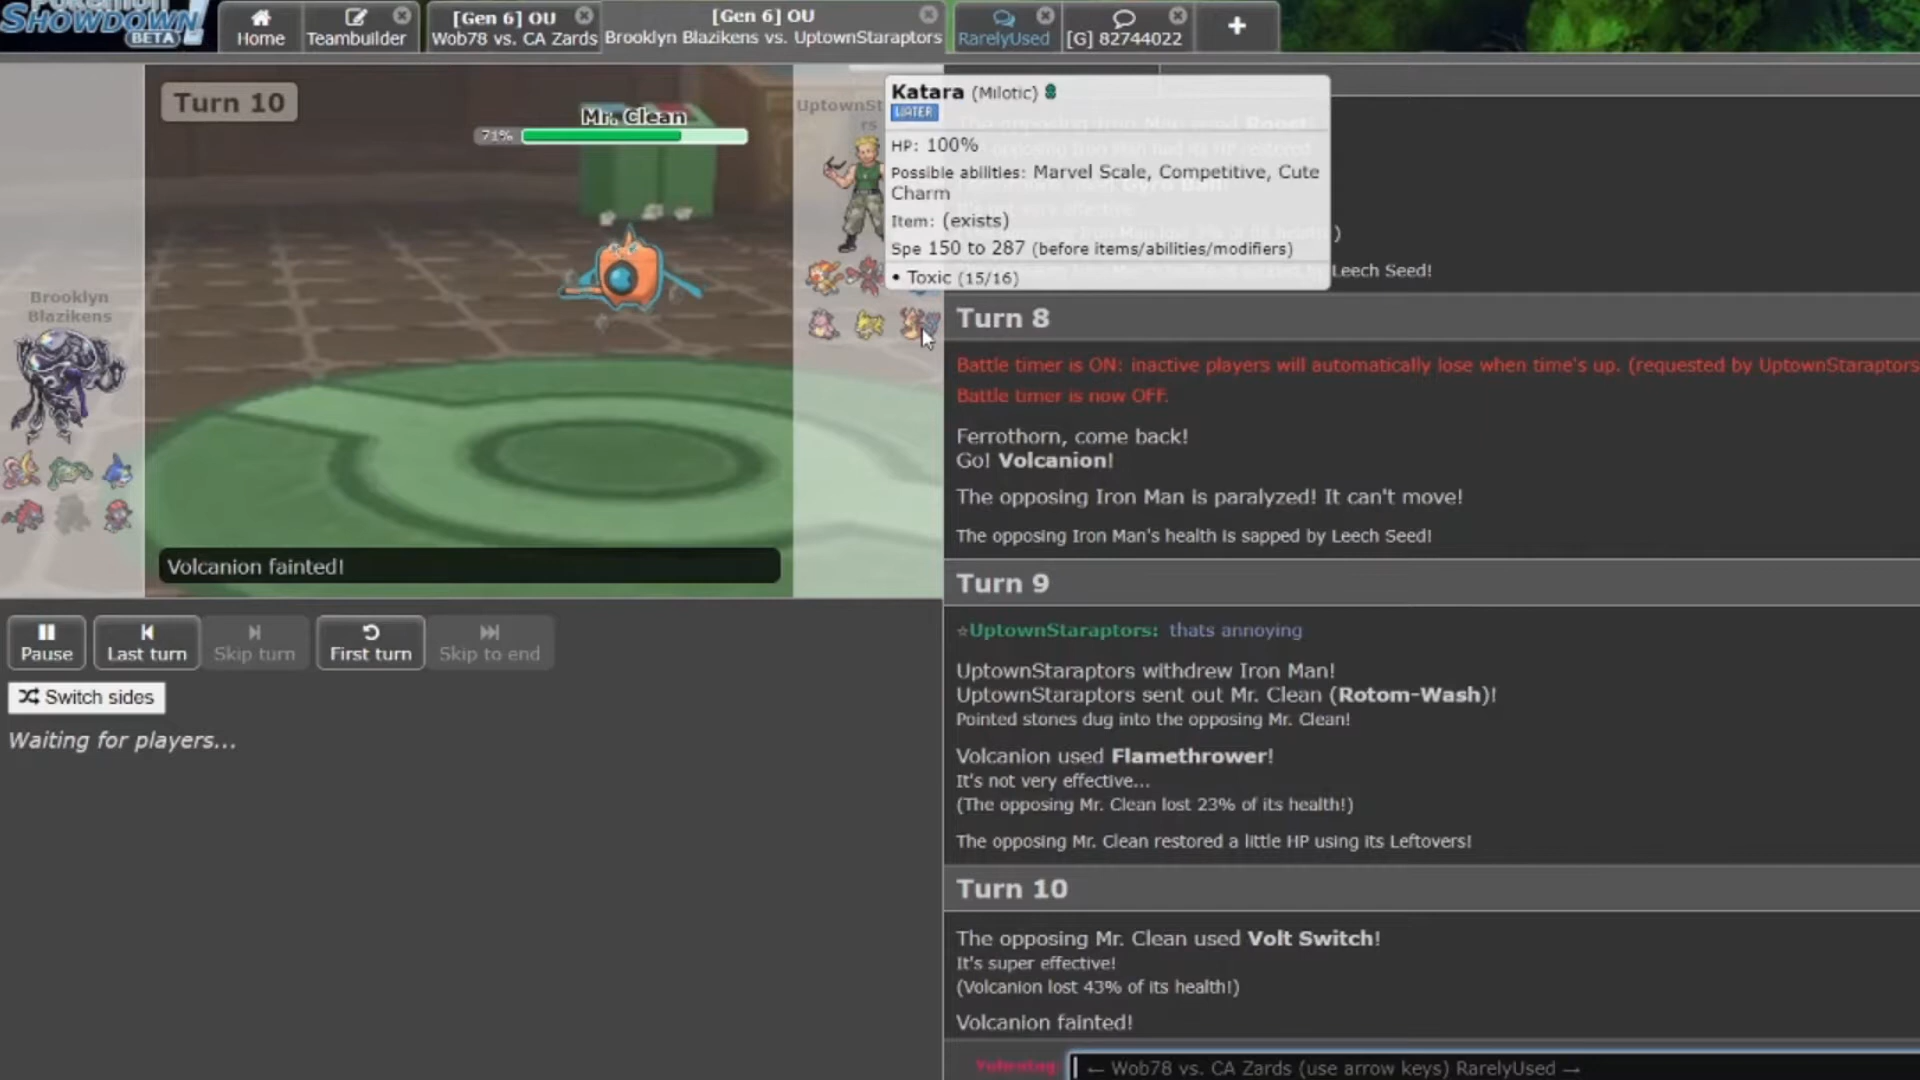 SHOWDOWN
BETA
Home
Teambuilder
[Gen 6] OU
Wob78 vs. CA Zards
[Gen 6] OU
Brooklyn Blazikens vs. UptownStaraptors
RarelyUsed
[G] 82744022
+
Turn 10
Mr. Clean
71%
Brooklyn
Blazikens
UptownSt
rs
Volcanion fainted!
Katara (Milotic)
WATER
HP: 100%
Possible abilities: Marvel Scale, Competitive, Cute
Charm
Item: (exists)
Spe 150 to 287 (before items/abilities/modifiers)
• Toxic (15/16)
Leech Seed!
Turn 8
Battle timer is ON: inactive players will automatically lose when time's up. (requested by UptownStaraptors
Battle timer is now OFF.
Ferrothorn, come back!
Go! Volcanion!
The opposing Iron Man is paralyzed! It can't move!
The opposing Iron Man's health is sapped by Leech Seed!
Turn 9
☆UptownStaraptors: thats annoying
UptownStaraptors withdrew Iron Man!
UptownStaraptors sent out Mr. Clean (Rotom-Wash)!
Pointed stones dug into the opposing Mr. Clean!
Volcanion used Flamethrower!
It's not very effective...
(The opposing Mr. Clean lost 23% of its health!)
The opposing Mr. Clean restored a little HP using its Leftovers!
Turn 10
The opposing Mr. Clean used Volt Switch!
It's super effective!
(Volcanion lost 43% of its health!)
Volcanion fainted!
← Wob78 vs. CA Zards (use arrow keys) RarelyUsed →
Pause
Last turn
Skip turn
First turn
Skip to end
Switch sides
Waiting for players...